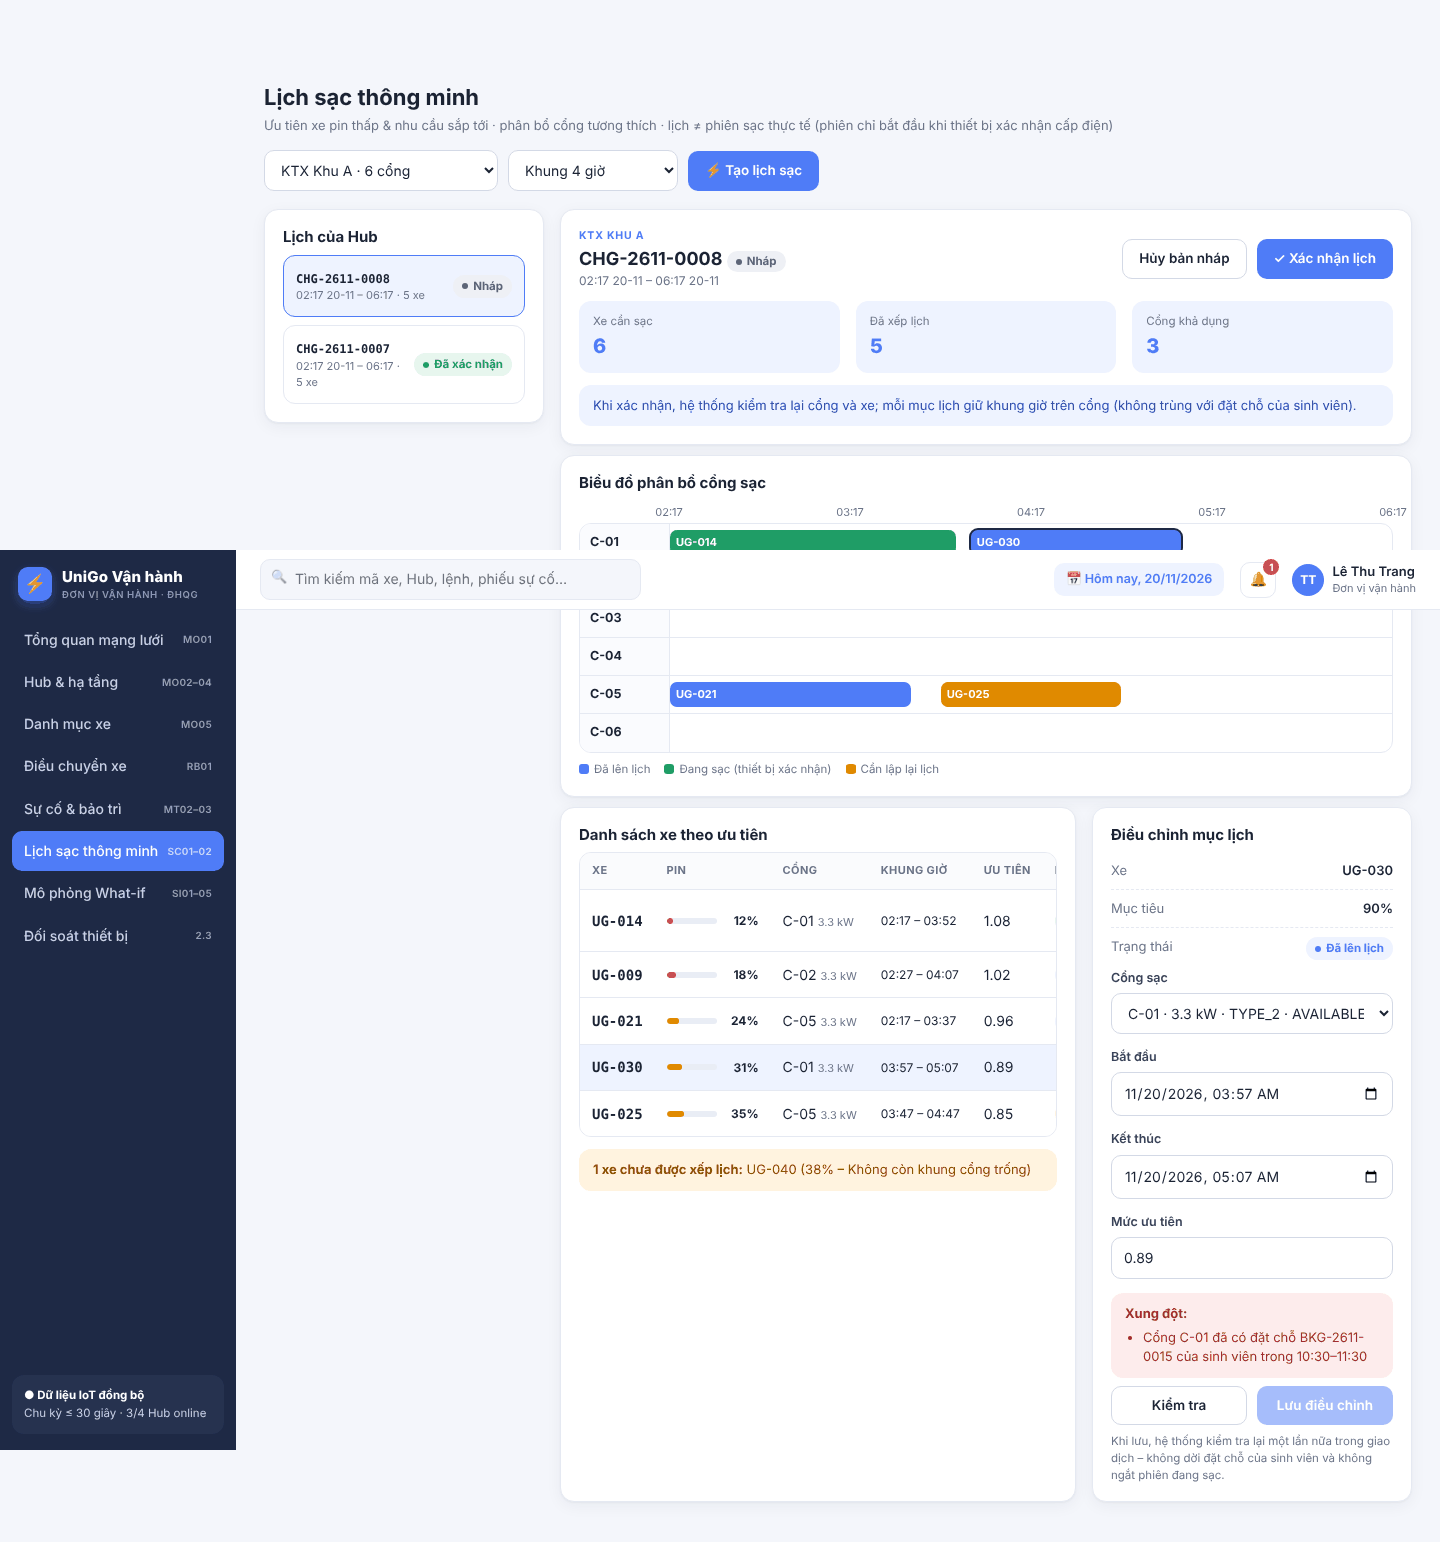 Lịch sạc thông minh
Ưu tiên xe pin thấp & nhu cầu sắp tới · phân bổ cổng tương thích · lịch ≠ phiên sạc thực tế (phiên chỉ bắt đầu khi thiết bị xác nhận cấp điện)
KTX Khu A · 6 cổng
Khung 4 giờ
⚡ Tạo lịch sạc
Lịch của Hub
CHG-2611-0008
02:17 20-11 – 06:17 · 5 xe
Nháp
CHG-2611-0007
02:17 20-11 – 06:17 ·
5 xe
Đã xác nhận
KTX KHU A
CHG-2611-0008
Nháp
02:17 20-11 – 06:17 20-11
Hủy bản nháp
✓ Xác nhận lịch
Xe cần sạc
6
Đã xếp lịch
5
Cổng khả dụng
3
Khi xác nhận, hệ thống kiểm tra lại cổng và xe; mỗi mục lịch giữ khung giờ trên cổng (không trùng với đặt chỗ của sinh viên).
Biểu đồ phân bổ cổng sạc
02:17 03:17 04:17 05:17 06:17
C-01 UG-014 UG-030
UniGo Vận hành
ĐƠN VỊ VẬN HÀNH · ĐHQG
Tìm kiếm mã xe, Hub, lệnh, phiếu sự cố...
📅 Hôm nay, 20/11/2026
1
TT
Lê Thu Trang
Đơn vị vận hành
Tổng quan mạng lưới MO01
Hub & hạ tầng MO02–04
Danh mục xe MO05
Điều chuyển xe RB01
Sự cố & bảo trì MT02–03
Lịch sạc thông minh SC01–02
Mô phỏng What-if SI01–05
Đối soát thiết bị 2.3
● Dữ liệu IoT đồng bộ
Chu kỳ ≤ 30 giây · 3/4 Hub online
C-03
C-04
C-05 UG-021 UG-025
C-06
Đã lên lịch
Đang sạc (thiết bị xác nhận)
Cần lập lại lịch
Danh sách xe theo ưu tiên
XE PIN CỔNG KHUNG GIỜ ƯU TIÊN
UG-014 12% C-01 3.3 kW 02:17 – 03:52 1.08
UG-009 18% C-02 3.3 kW 02:27 – 04:07 1.02
UG-021 24% C-05 3.3 kW 02:17 – 03:37 0.96
UG-030 31% C-01 3.3 kW 03:57 – 05:07 0.89
UG-025 35% C-05 3.3 kW 03:47 – 04:47 0.85
1 xe chưa được xếp lịch: UG-040 (38% – Không còn khung cổng trống)
Điều chỉnh mục lịch
Xe UG-030
Mục tiêu 90%
Trạng thái Đã lên lịch
Cổng sạc
C-01 · 3.3 kW · TYPE_2 · AVAILABLE
Bắt đầu
11/20/2026, 03:57 AM
Kết thúc
11/20/2026, 05:07 AM
Mức ưu tiên
0.89
Xung đột:
• Cổng C-01 đã có đặt chỗ BKG-2611-
0015 của sinh viên trong 10:30–11:30
Kiểm tra
Lưu điều chỉnh
Khi lưu, hệ thống kiểm tra lại một lần nữa trong giao
dịch – không dời đặt chỗ của sinh viên và không
ngắt phiên đang sạc.